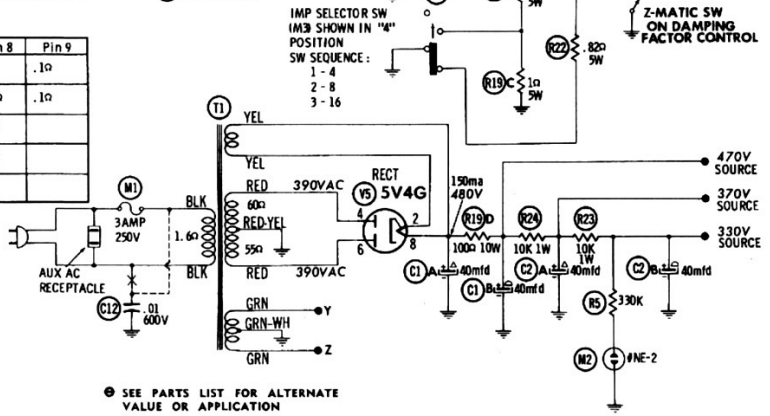 IMP SELECTOR SW
(M3) SHOWN IN "4"
POSITION
SW SEQUENCE :
1 - 4
2 - 8
3 - 16
5W
Z-MATIC SW
ON DAMPING
FACTOR CONTROL
R22
.82Ω
5W
R19 C
1Ω
5W
8
Pin 9
.1Ω
.1Ω
T1
YEL
YEL
RED
390VAC
60Ω
RED-YEL
55Ω
RED
390VAC
BLK
1.6Ω
BLK
M1
3AMP
250V
AUX AC
RECEPTACLE
C12
.01
600V
GRN
Y
GRN-WH
GRN
Z
RECT
V5 5V4G
4
2
6
8
150ma
480V
R19 D
100Ω 10W
R24
10K 1W
R23
10K
1W
470V
SOURCE
370V
SOURCE
330V
SOURCE
C1 A
40mfd
C1 B
40mfd
C2 A
40mfd
C2 B
40mfd
R5
330K
M2
#NE-2
⊖ SEE PARTS LIST FOR ALTERNATE
VALUE OR APPLICATION